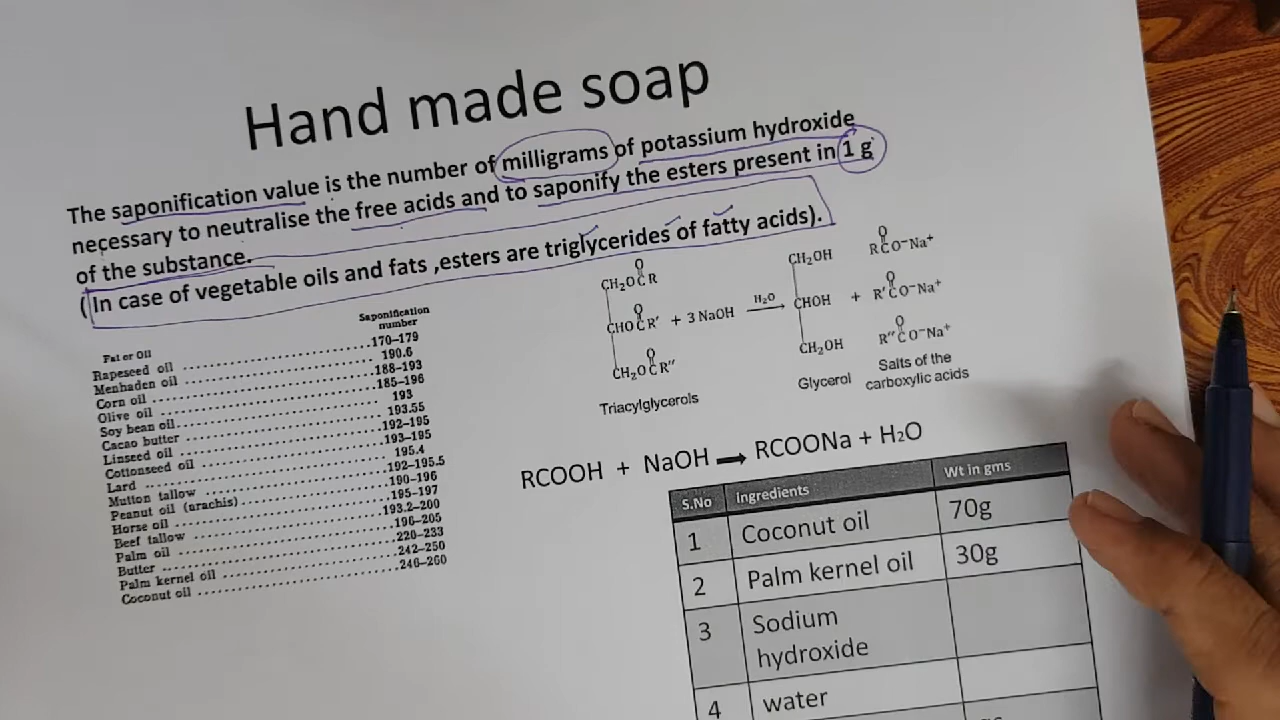 Hand made soap
The saponification value is the number of milligrams of potassium hydroxide
necessary to neutralise the free acids and to saponify the esters present in 1 g
of the substance.
( In case of vegetable oils and fats ,esters are triglycerides of fatty acids).
Fat or Oil Saponification number
Rapeseed oil 170–179
Menhaden oil 190.6
Corn oil 188–193
Olive oil 185–196
Soy bean oil 193
Cacao butter 193.55
Linseed oil 192–195
Cottonseed oil 193–195
Lard 195.4
Mutton tallow 192–195.5
Peanut oil (arachis) 190–196
Horse oil 195–197
Beef tallow 193.2–200
Palm oil 196–205
Butter 220–233
Palm kernel oil 242–250
Coconut oil 246–260
CH₂OCR O
CHOCR′ O + 3 NaOH H₂O
CH₂OCR″ O
Triacylglycerols
CH₂OH RCO⁻Na⁺ O
CHOH + R′CO⁻Na⁺ O
CH₂OH R″CO⁻Na⁺ O
Glycerol
Salts of the
carboxylic acids
RCOOH + NaOH → RCOONa + H₂O
S.No Ingredients Wt in gms
1 Coconut oil 70g
2 Palm kernel oil 30g
3 Sodium
hydroxide
4 water